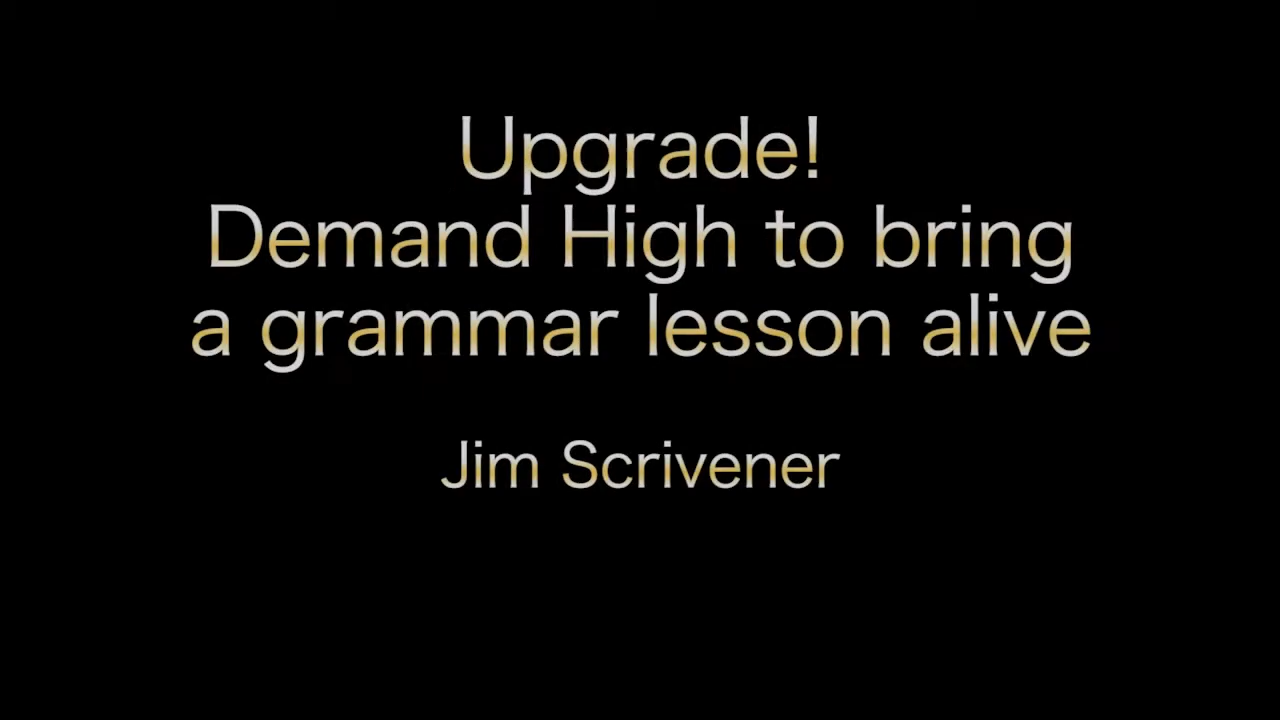 Upgrade!
Demand High to bring
a grammar lesson alive
Jim Scrivener